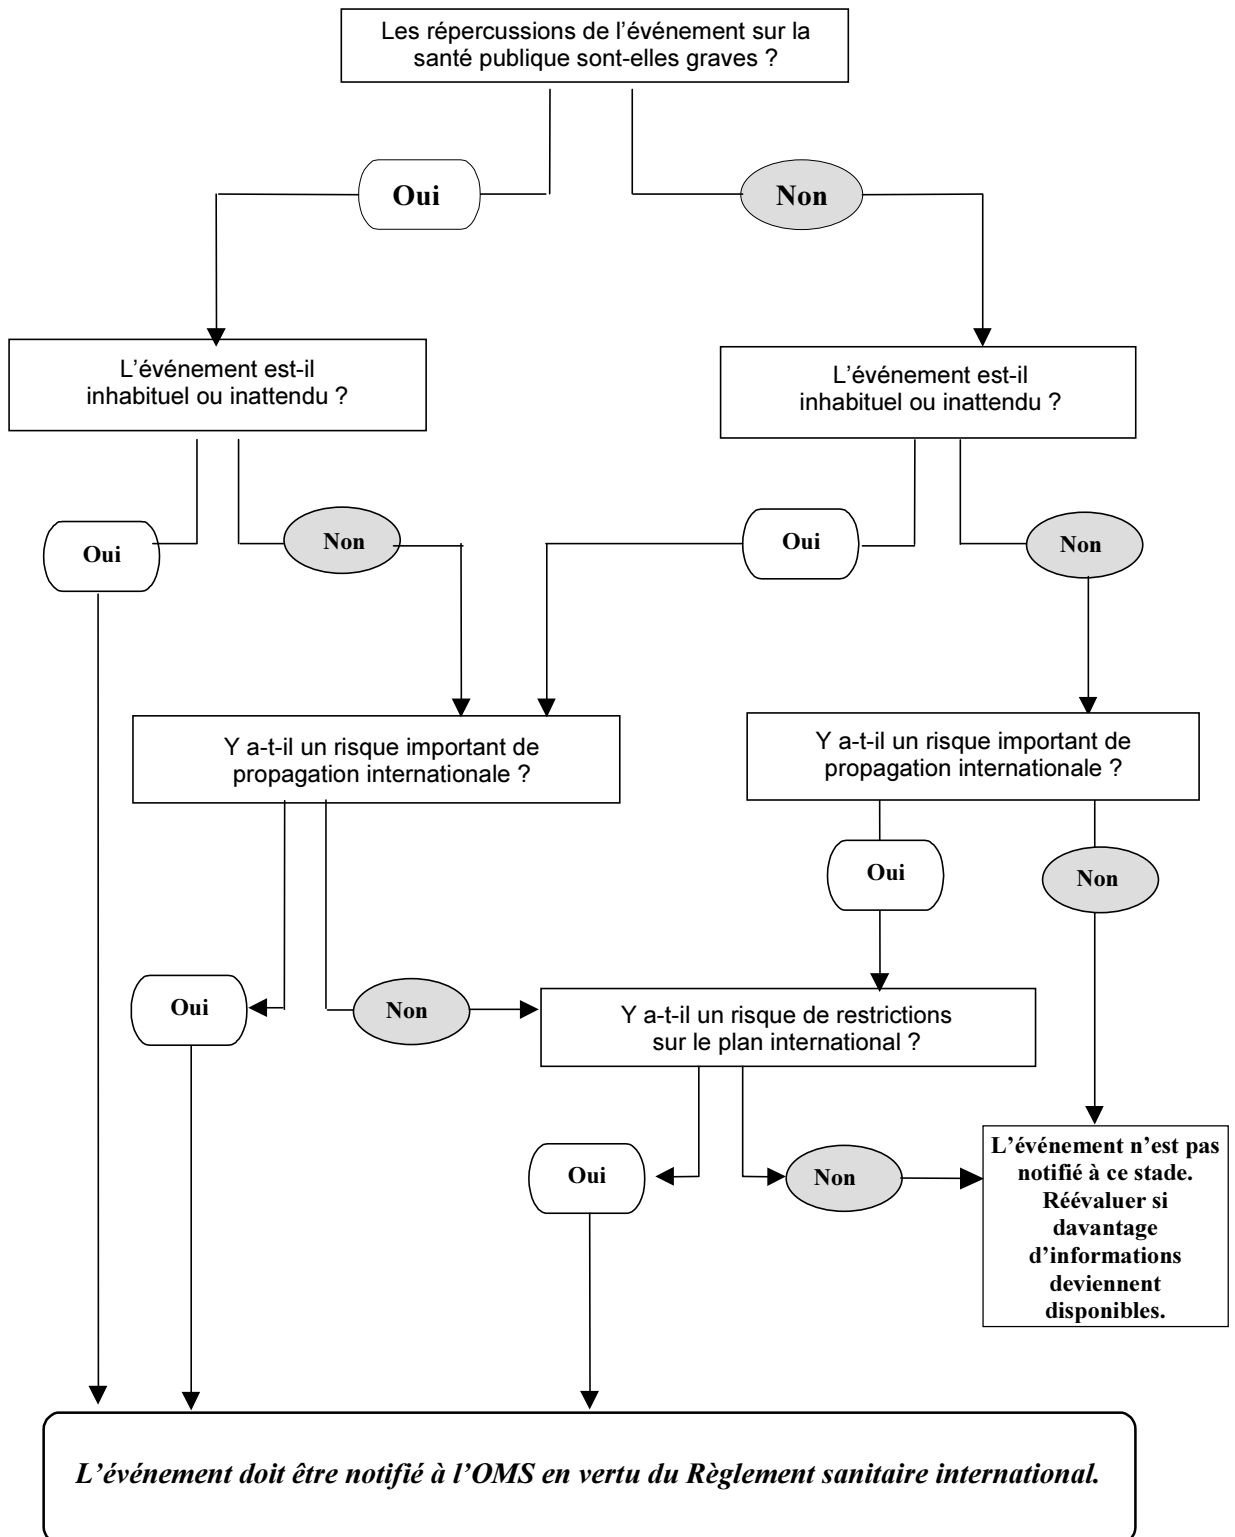 Les répercussions de l’événement sur la
santé publique sont-elles graves ?
Oui
Non
L’événement est-il
inhabituel ou inattendu ?
L’événement est-il
inhabituel ou inattendu ?
Oui
Non
Oui
Non
Y a-t-il un risque important de
propagation internationale ?
Y a-t-il un risque important de
propagation internationale ?
Oui
Non
Oui
Non
Y a-t-il un risque de restrictions
sur le plan international ?
Oui
Non
L’événement n’est pas
notifié à ce stade.
Réévaluer si
davantage
d’informations
deviennent
disponibles.
L’événement doit être notifié à l’OMS en vertu du Règlement sanitaire international.